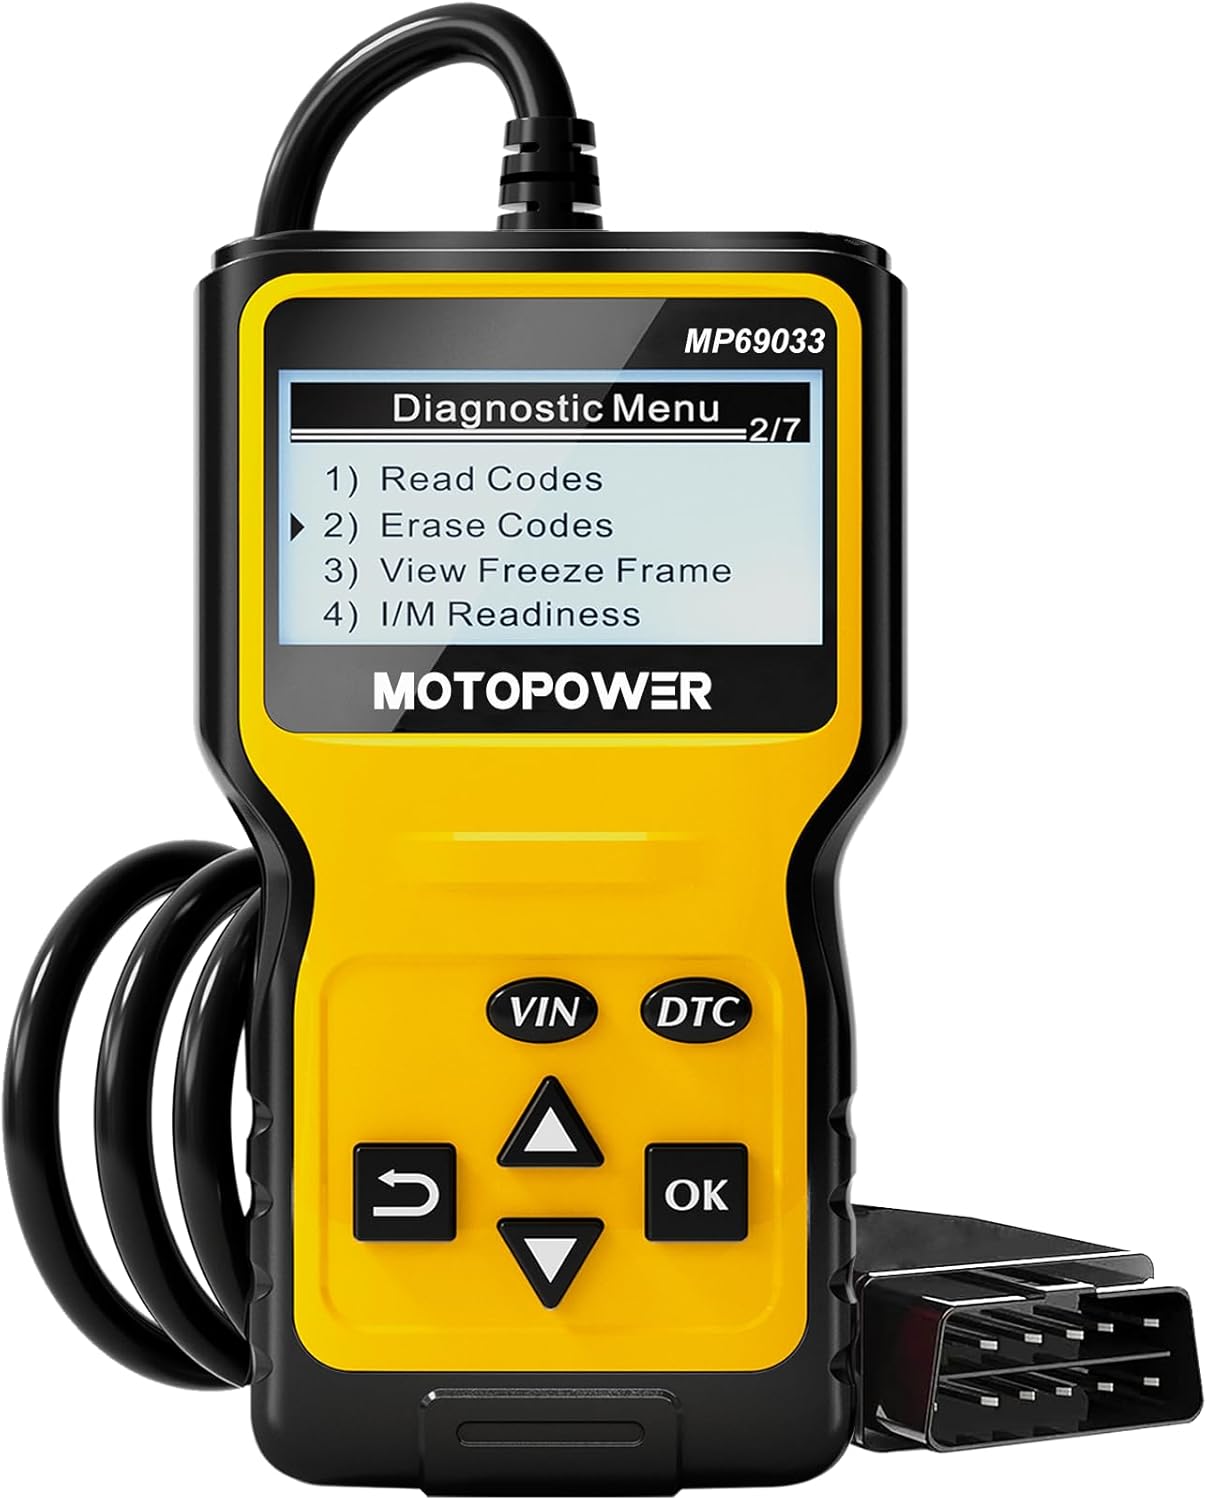 MP69033
Diagnostic Menu
2/7
1) Read Codes
2) Erase Codes
3) View Freeze Frame
4) I/M Readiness
MOTOPOWER
VIN
DTC
OK